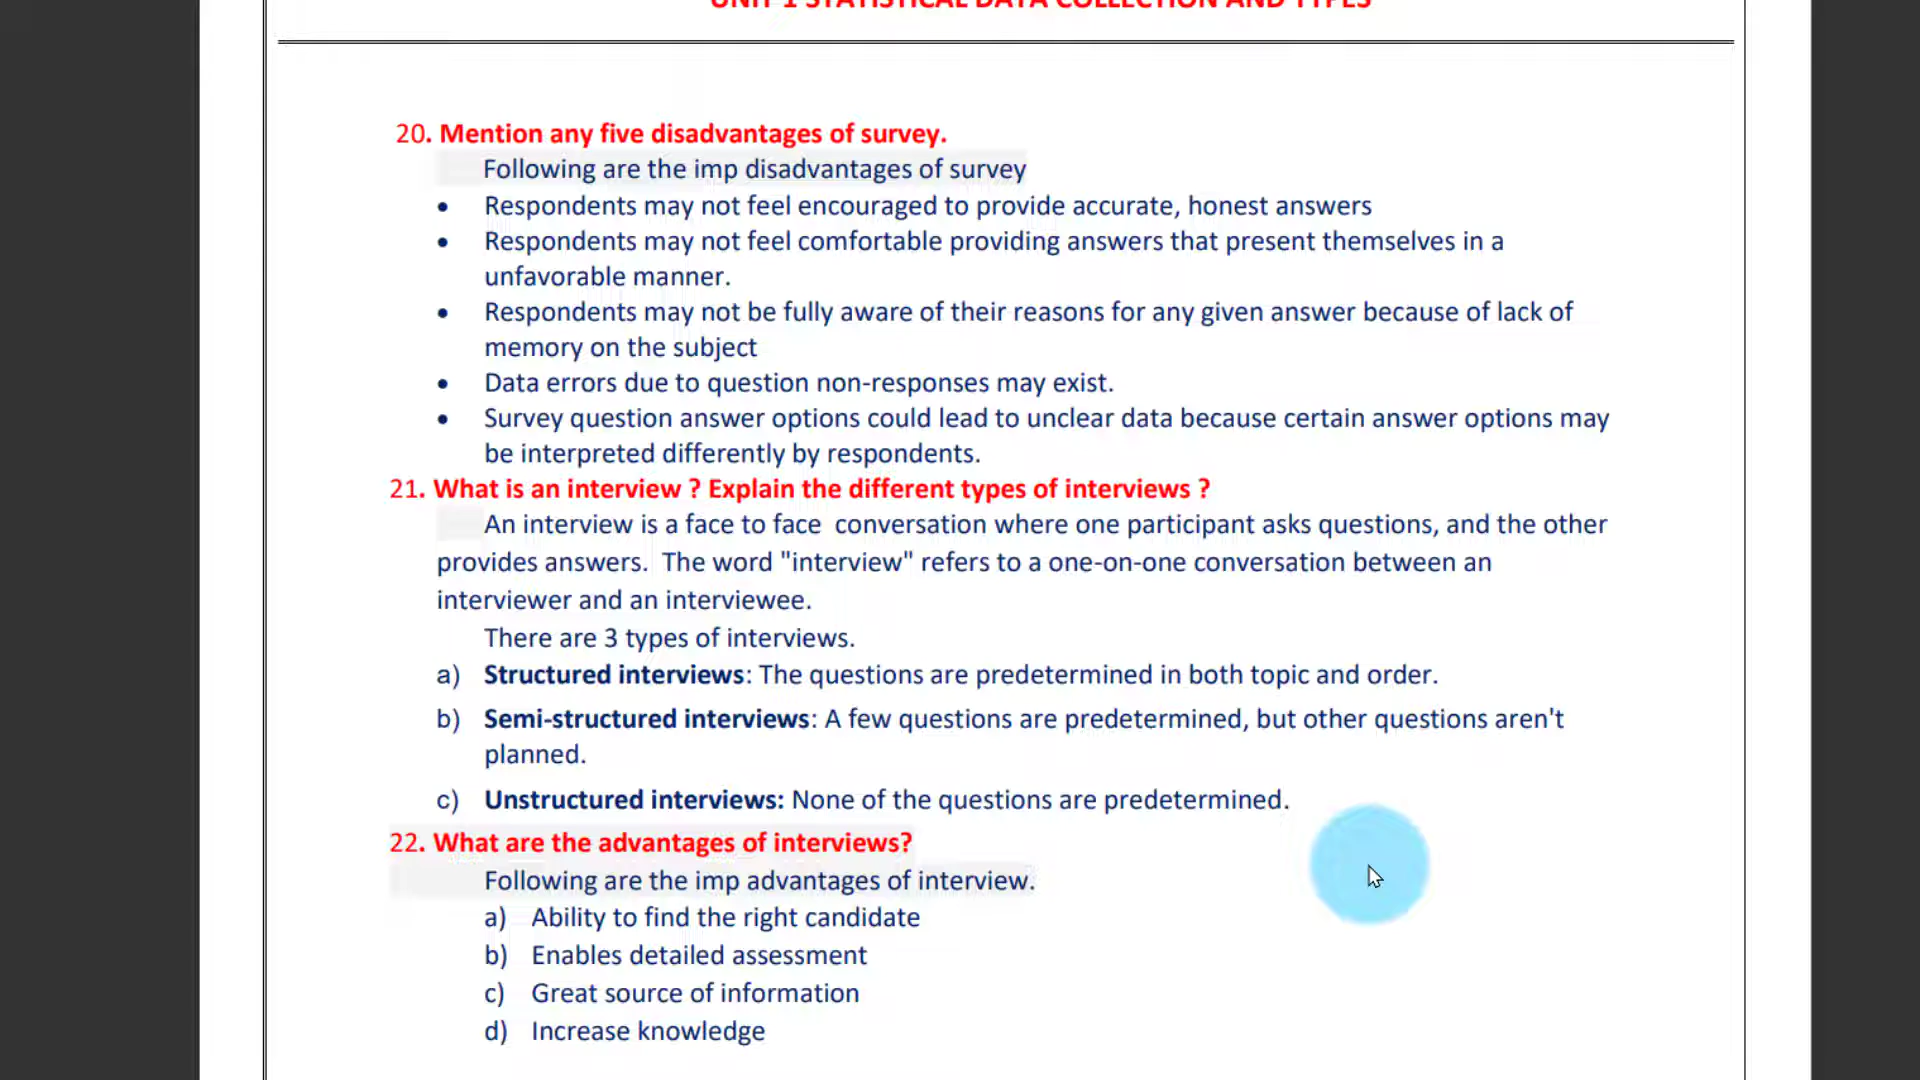 UNIT 1 STATISTICAL DATA COLLECTION AND TYPES
20. Mention any five disadvantages of survey.
Following are the imp disadvantages of survey
• Respondents may not feel encouraged to provide accurate, honest answers
• Respondents may not feel comfortable providing answers that present themselves in a
unfavorable manner.
• Respondents may not be fully aware of their reasons for any given answer because of lack of
memory on the subject
• Data errors due to question non-responses may exist.
• Survey question answer options could lead to unclear data because certain answer options may
be interpreted differently by respondents.
21. What is an interview ? Explain the different types of interviews ?
An interview is a face to face  conversation where one participant asks questions, and the other
provides answers.  The word "interview" refers to a one-on-one conversation between an
interviewer and an interviewee.
There are 3 types of interviews.
a) Structured interviews: The questions are predetermined in both topic and order.
b) Semi-structured interviews: A few questions are predetermined, but other questions aren't
planned.
c) Unstructured interviews: None of the questions are predetermined.
22. What are the advantages of interviews?
Following are the imp advantages of interview.
a) Ability to find the right candidate
b) Enables detailed assessment
c) Great source of information
d) Increase knowledge